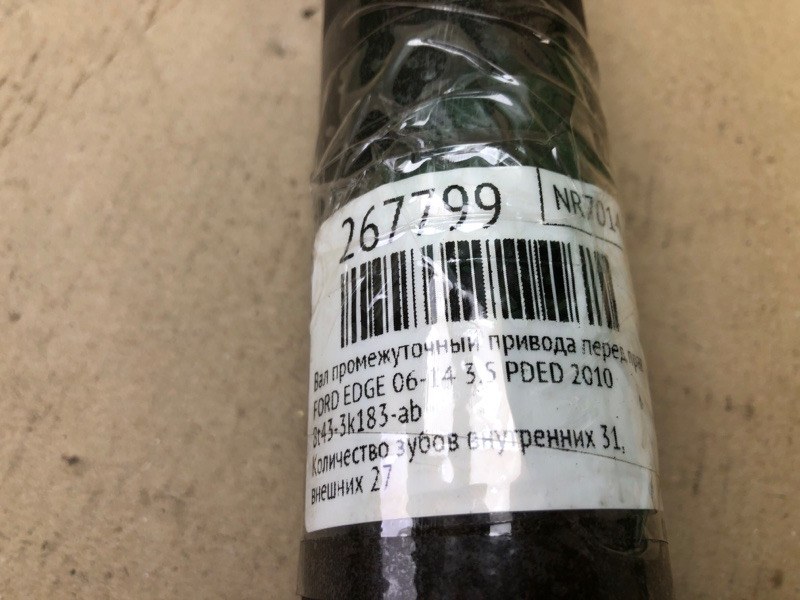 267799
NR7014
Вал промежуточный привода перед
FORD EDGE 06-14 3.5 PDED 2010
8t43-3k183-ab
Количество зубов внутренних 31,
внешних 27